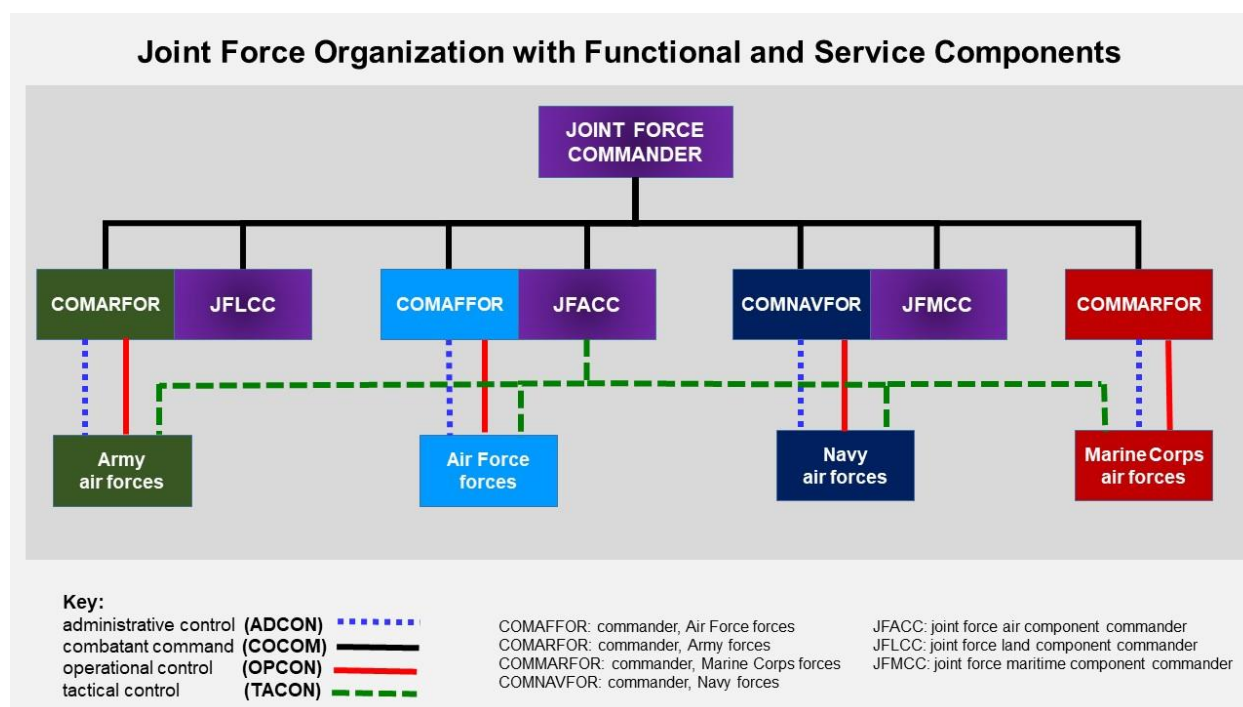 Joint Force Organization with Functional and Service Components
JOINT FORCE
COMMANDER
COMARFOR
JFLCC
COMAFFOR
JFACC
COMNAVFOR
JFMCC
COMMARFOR
Army
air forces
Air Force
forces
Navy
air forces
Marine Corps
air forces
Key:
administrative control (ADCON)
combatant command (COCOM)
operational control (OPCON)
tactical control (TACON)
COMAFFOR: commander, Air Force forces
COMARFOR: commander, Army forces
COMMARFOR: commander, Marine Corps forces
COMNAVFOR: commander, Navy forces
JFACC: joint force air component commander
JFLCC: joint force land component commander
JFMCC: joint force maritime component commander